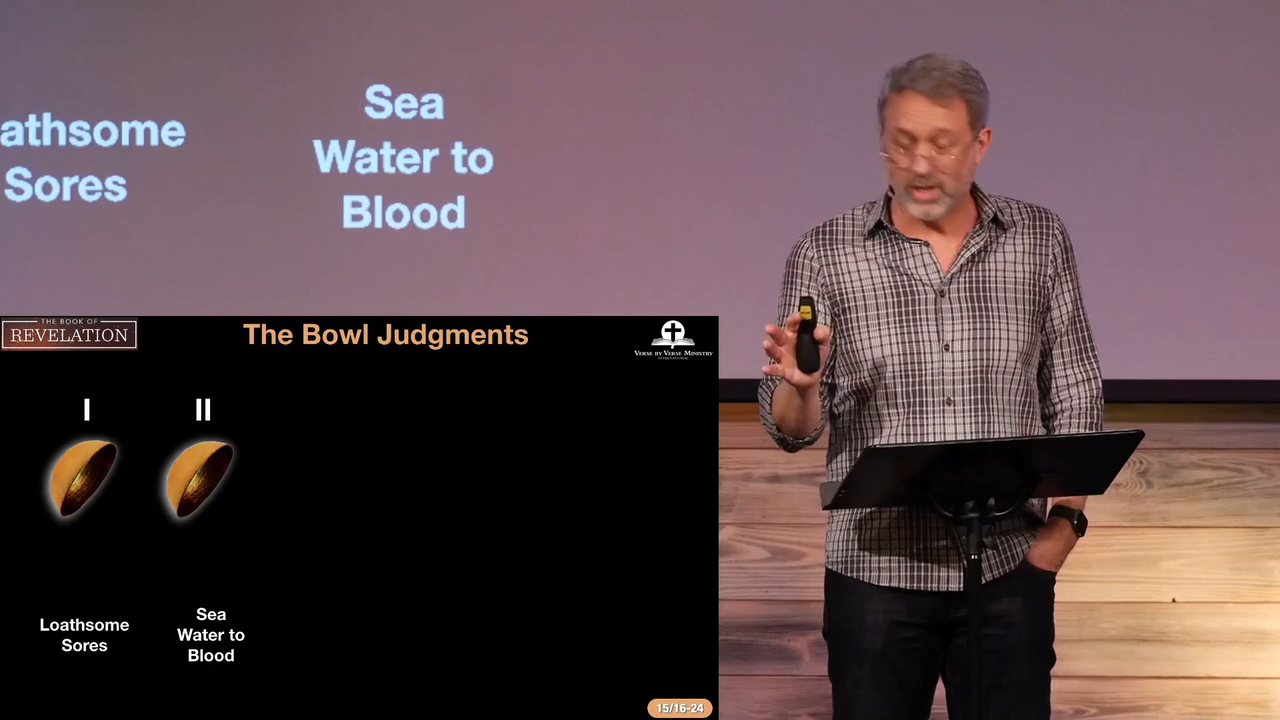 athsome
Sores
Sea
Water to
Blood
THE BOOK OF
REVELATION
The Bowl Judgments
VERSE BY VERSE MINISTRY
INTERNATIONAL
I
II
Loathsome
Sores
Sea
Water to
Blood
15/16-24